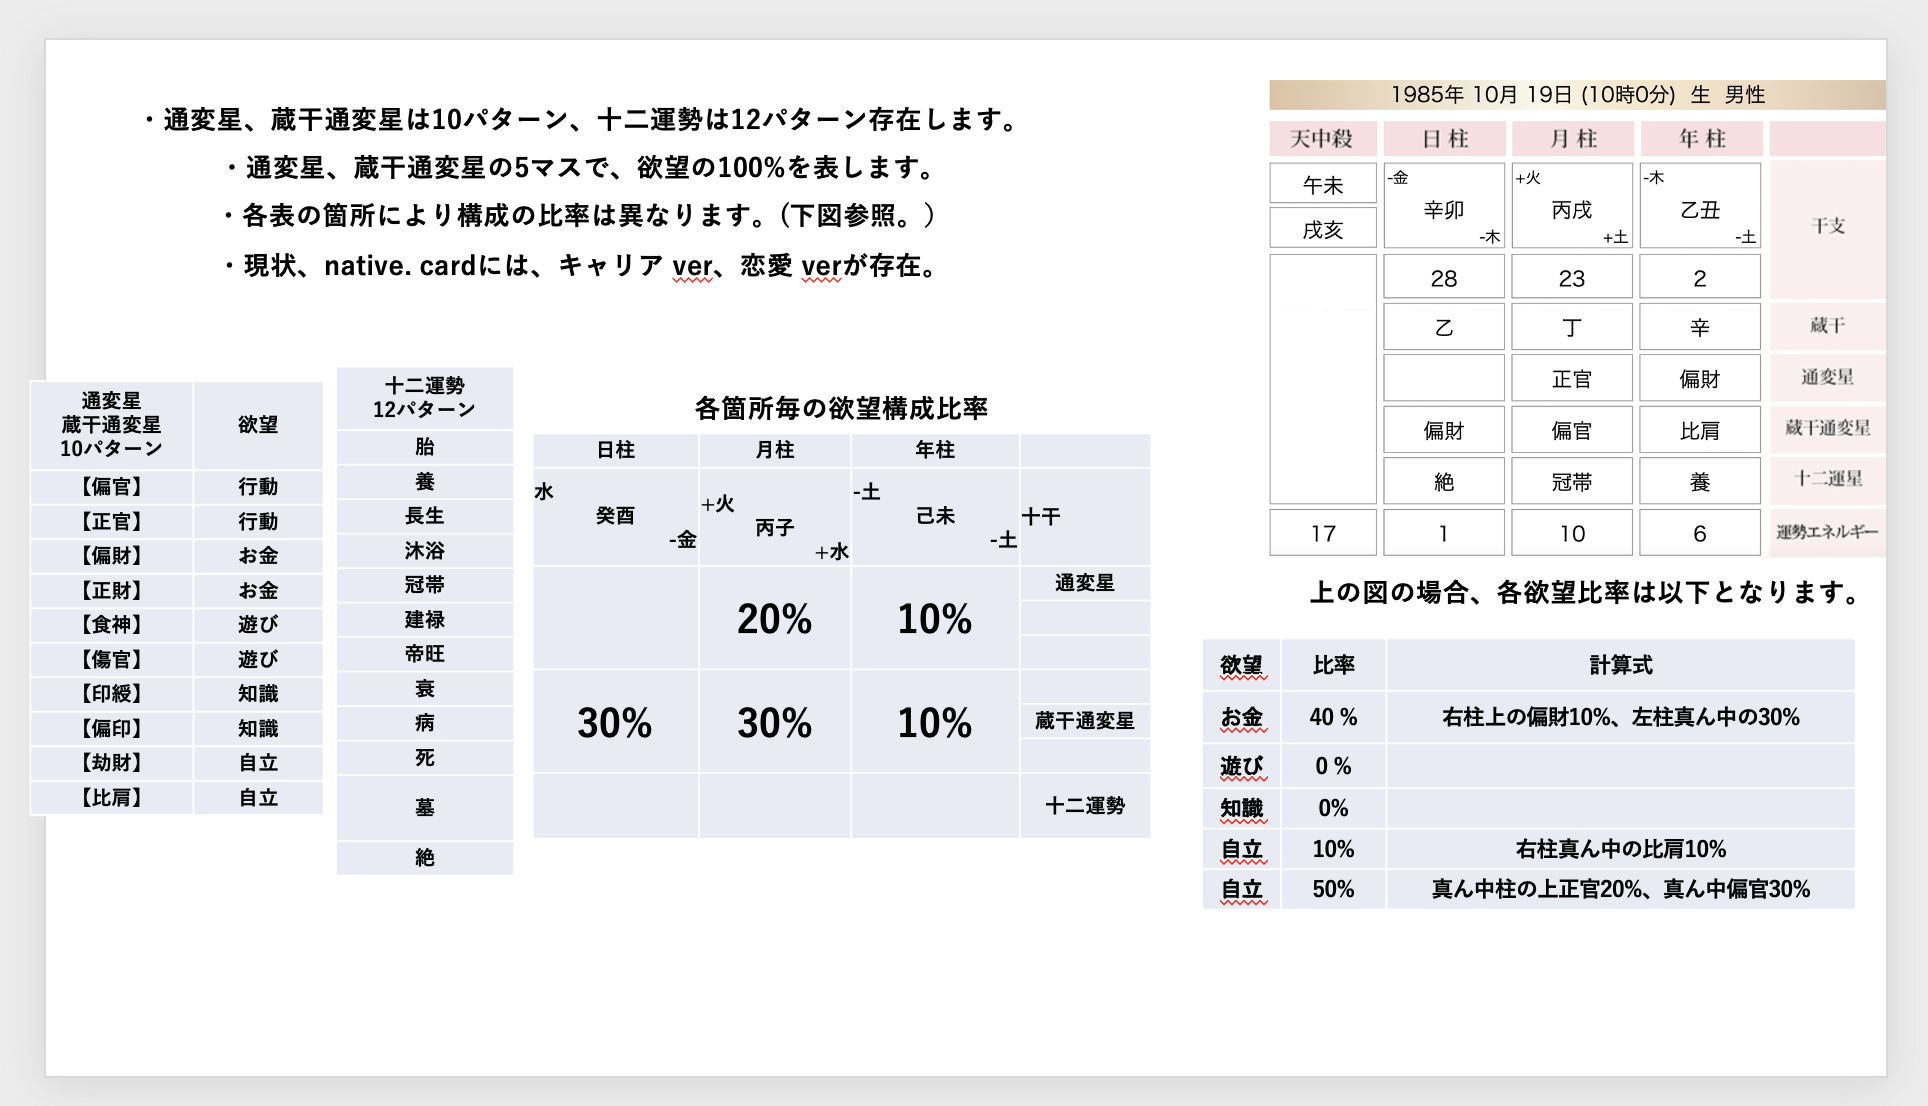 ・通変星、蔵干通変星は10パターン、十二運勢は12パターン存在します。
・通変星、蔵干通変星の5マスで、欲望の100%を表します。
・各表の箇所により構成の比率は異なります。(下図参照。)
・現状、native. cardには、キャリア ver、恋愛 verが存在。
通変星
蔵干通変星
10パターン
欲望
【偏官】 行動
【正官】 行動
【偏財】 お金
【正財】 お金
【食神】 遊び
【傷官】 遊び
【印綬】 知識
【偏印】 知識
【劫財】 自立
【比肩】 自立
十二運勢
12パターン
胎
養
長生
沐浴
冠帯
建禄
帝旺
衰
病
死
墓
絶
各箇所毎の欲望構成比率
日柱 月柱 年柱
水 癸酉 -金
+火 丙子 +水
-土 己未 -土
十干
20% 10% 通変星
30% 30% 10% 蔵干通変星
十二運勢
1985年 10月 19日 (10時0分) 生 男性
天中殺 日柱 月柱 年柱
午未
戌亥
-金 辛卯 -木
+火 丙戌 +土
-木 乙丑 -土
干支
28 23 2
乙 丁 辛 蔵干
正官 偏財 通変星
偏財 偏官 比肩 蔵干通変星
絶 冠帯 養 十二運星
17 1 10 6 運勢エネルギー
上の図の場合、各欲望比率は以下となります。
欲望 比率 計算式
お金 40 % 右柱上の偏財10%、左柱真ん中の30%
遊び 0 %
知識 0%
自立 10% 右柱真ん中の比肩10%
自立 50% 真ん中柱の上正官20%、真ん中偏官30%